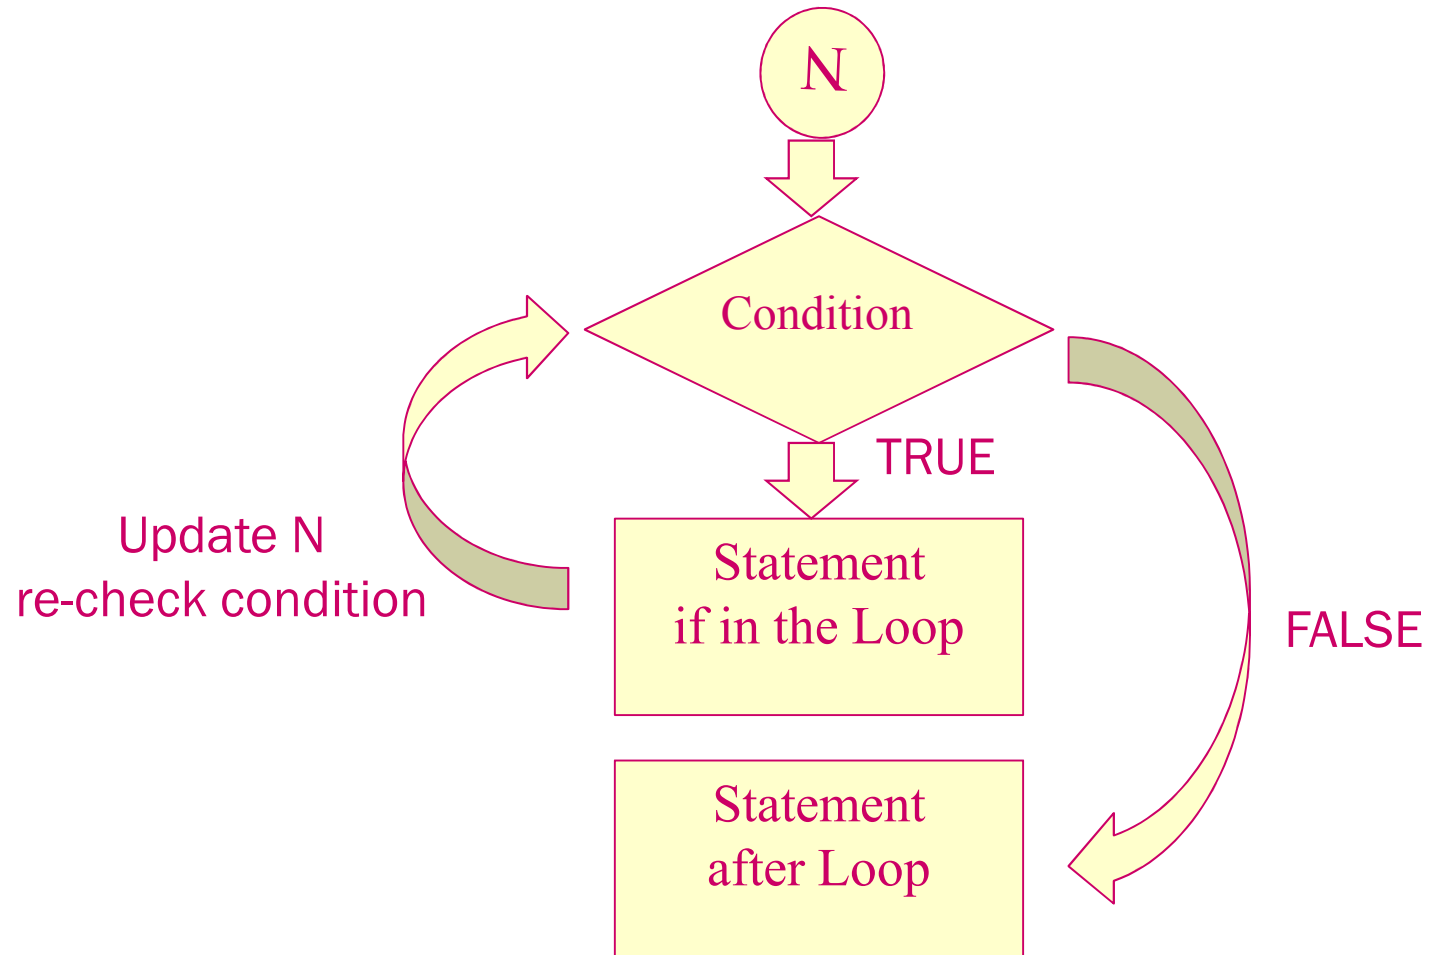 N
Condition
TRUE
Update N
re-check condition
Statement
if in the Loop
FALSE
Statement
after Loop